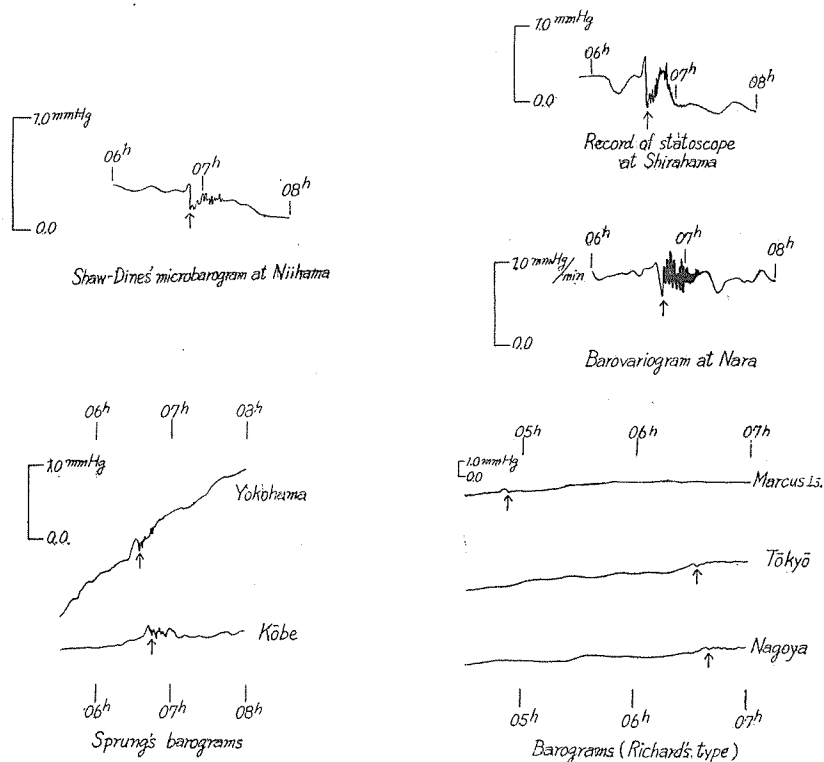 1.0 mmHg
0.0
06h
07h
08h
Shaw-Dines' microbarogram at Niihama
1.0 mmHg
0.0
06h
07h
08h
Record of statoscope
at Shirahama
1.0 mmHg/min.
0.0
06h
07h
08h
Barovariogram at Nara
06h 07h 08h
1.0 mmHg
0.0
Yokohama
Kōbe
06h 07h 08h
Sprung's barograms
05h 06h 07h
1.0 mmHg
0.0
Marcus Is.
Tōkyō
Nagoya
05h 06h 07h
Barograms (Richard's type)